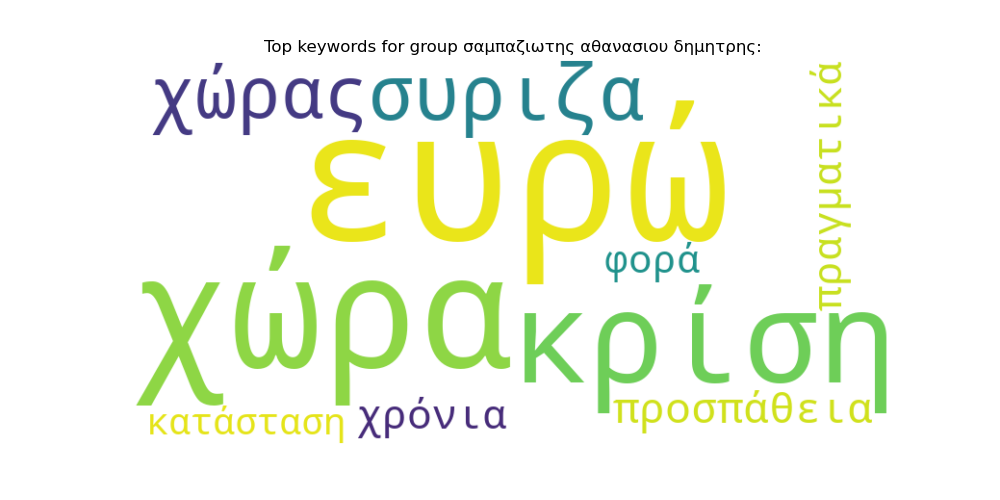 Top keywords for group σαμπαζιωτης αθανασιου δημητρης:
χώρας συριζα
πραγματικά
ευρώ
φορά
χώρα κρίση
κατάσταση χρόνια προσπάθεια